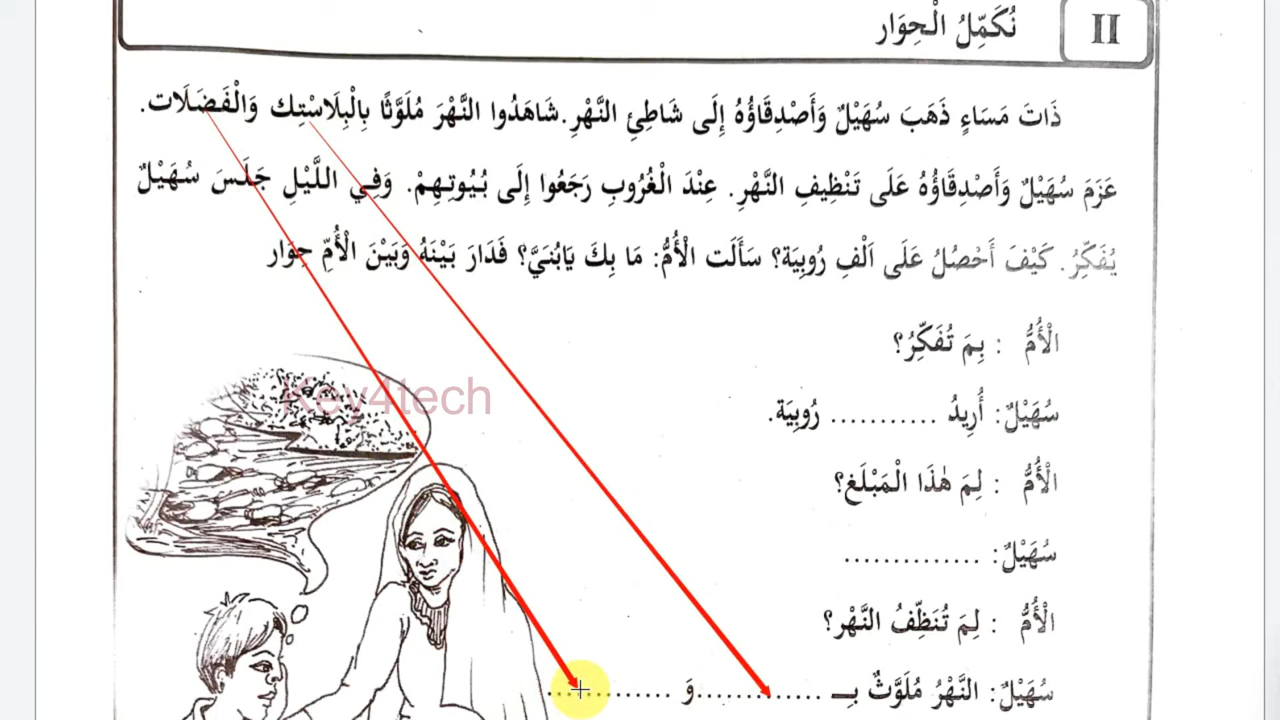 II نُكَمِّلُ الْحِوَار
ذَاتَ مَسَاءٍ ذَهَبَ سُهَيْلٌ وَأَصْدِقَاؤُهُ إِلَى شَاطِئِ النَّهْرِ.شَاهَدُوا النَّهْرَ مُلَوَّثًا بِالْبِلَاسْتِك وَالْفَضَلَات.
عَزَمَ سُهَيْلٌ وَأَصْدِقَاؤُهُ عَلَى تَنْظِيفِ النَّهْرِ. عِنْدَ الْغُرُوبِ رَجَعُوا إِلَى بُيُوتِهِمْ. وَفِي اللَّيْلِ جَلَسَ سُهَيْلٌ
يُفَكِّرُ. كَيْفَ أَحْصُلُ عَلَى اَلْفِ رُوبِيَة؟ سَأَلَت الْأُمُّ: مَا بِكَ يَابُنَيَّ؟ فَدَارَ بَيْنَهُ وَبَيْنَ الْأُمِّ حِوَار
الْأُمُّ : بِمَ تُفَكِّرُ؟
سُهَيْلٌ: أُرِيدُ ........... رُوبِيَة.
الْأُمُّ : لِمَ هٰذَا الْمَبْلَغ؟
Key4tech
سُهَيْلٌ: ..............
الْأُمُّ : لِمَ تُنَظِّفُ النَّهْر؟
سُهَيْلٌ: النَّهْرُ مُلَوَّثٌ بِـ .............وَ .............